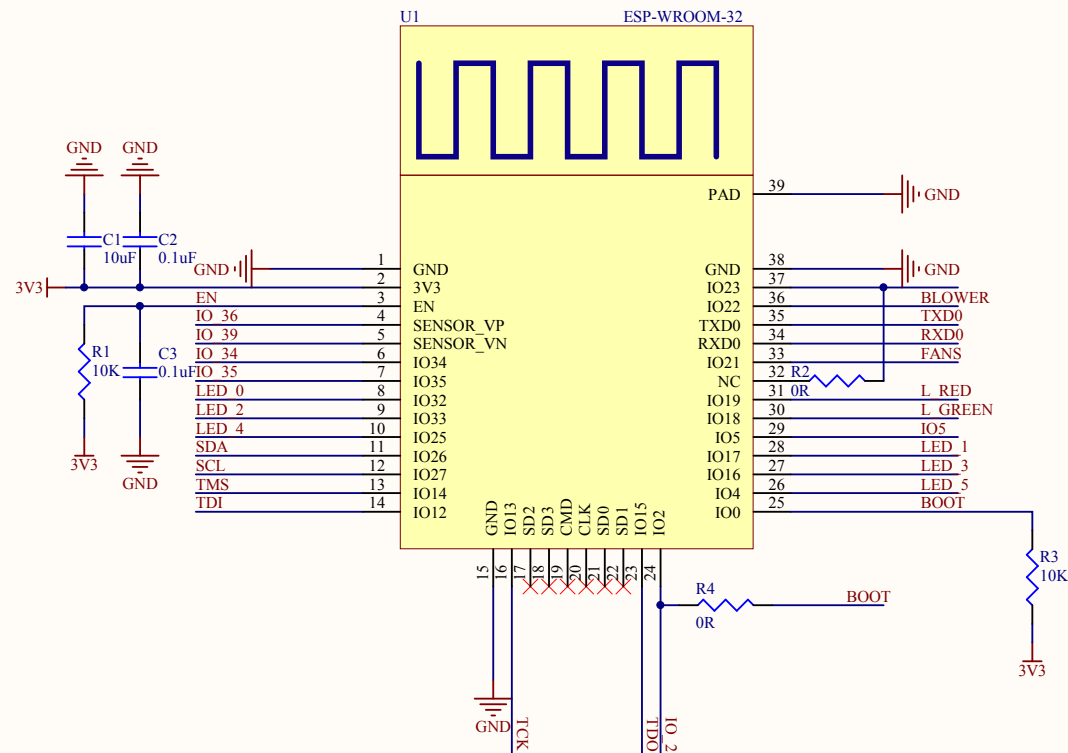 U1
ESP-WROOM-32
GND
GND
C1
10uF
C2
0.1uF
3V3
GND
EN
IO_36
IO_39
IO_34
IO_35
LED_0
LED_2
LED_4
SDA
SCL
TMS
TDI
R1
10K
C3
0.1uF
3V3
GND
1
2
3
4
5
6
7
8
9
10
11
12
13
14
GND
3V3
EN
SENSOR_VP
SENSOR_VN
IO34
IO35
IO32
IO33
IO25
IO26
IO27
IO14
IO12
GND
IO13
SD2
SD3
CMD
CLK
SD0
SD1
IO15
IO2
15
16
17
18
19
20
21
22
23
24
PAD
GND
IO23
IO22
TXD0
RXD0
IO21
NC
IO19
IO18
IO5
IO17
IO16
IO4
IO0
39
38
37
36
35
34
33
32
31
30
29
28
27
26
25
GND
GND
BLOWER
TXD0
RXD0
FANS
R2
0R
L_RED
L_GREEN
IO5
LED_1
LED_3
LED_5
BOOT
R3
10K
3V3
R4
0R
BOOT
GND
TCK
TDO
IO_2